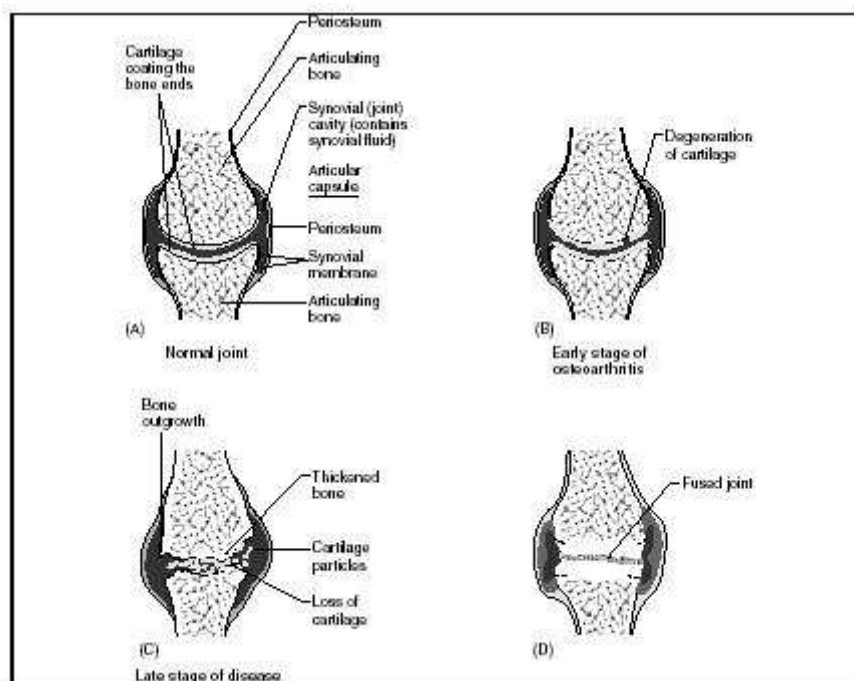 Periosteum
Cartilage
coating the
bone ends
Articulating
bone
Synovial (joint)
cavity (contains
synovial fluid)
Articular
capsule
Periosteum
Synovial
membrane
Articulating
bone
(A)
Normal joint
Degeneration
of cartilage
(B)
Early stage of
osteoarthritis
Bone
outgrowth
Thickened
bone
Cartilage
particles
Loss of
cartilage
(C)
Late stage of disease
Fused joint
(D)